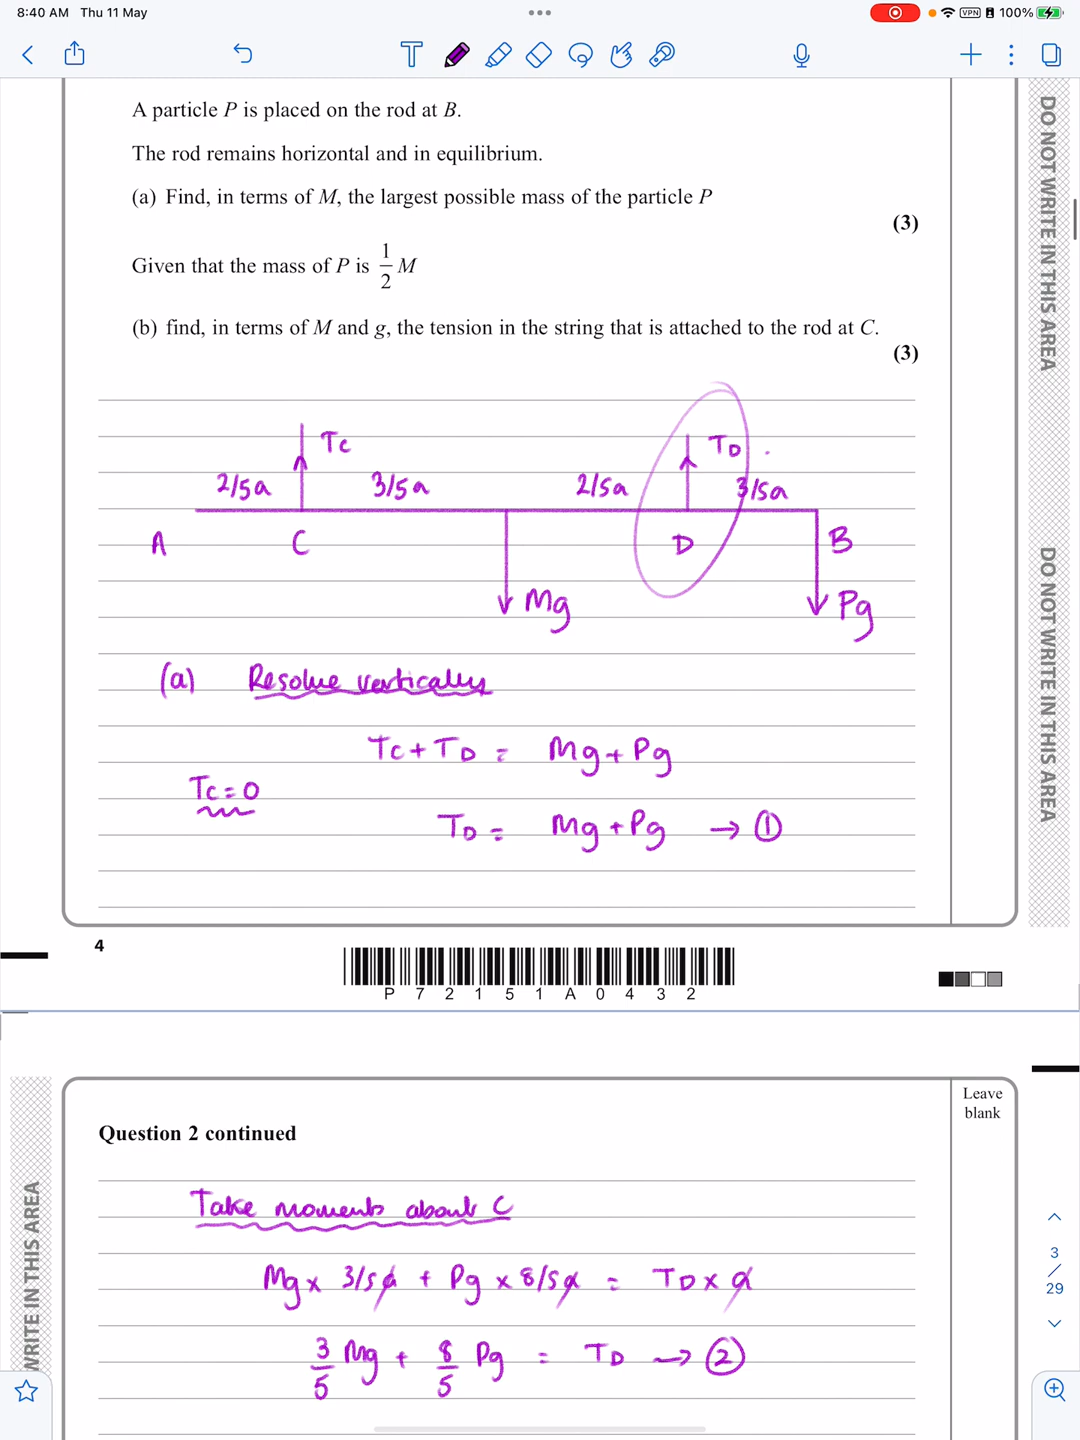 8:40 AM Thu 11 May
VPN 100%
T
A particle P is placed on the rod at B.
The rod remains horizontal and in equilibrium.
(a) Find, in terms of M, the largest possible mass of the particle P
(3)
Given that the mass of P is 1/2 M
(b) find, in terms of M and g, the tension in the string that is attached to the rod at C.
(3)
Tc TD
2/5a 3/5a 2/5a 3/5a
A C D B
Mg Pg
(a) Resolve vertically
Tc + TD = Mg + Pg
Tc = 0
TD = Mg + Pg → ①
DO NOT WRITE IN THIS AREA
DO NOT WRITE IN THIS AREA
4
P 7 2 1 5 1 A 0 4 3 2
Leave
blank
Question 2 continued
Take moments about C
Mg x 3/5a + Pg x 8/5a = TD x a
3/5 Mg + 8/5 Pg = TD → ②
WRITE IN THIS AREA
3
/
29